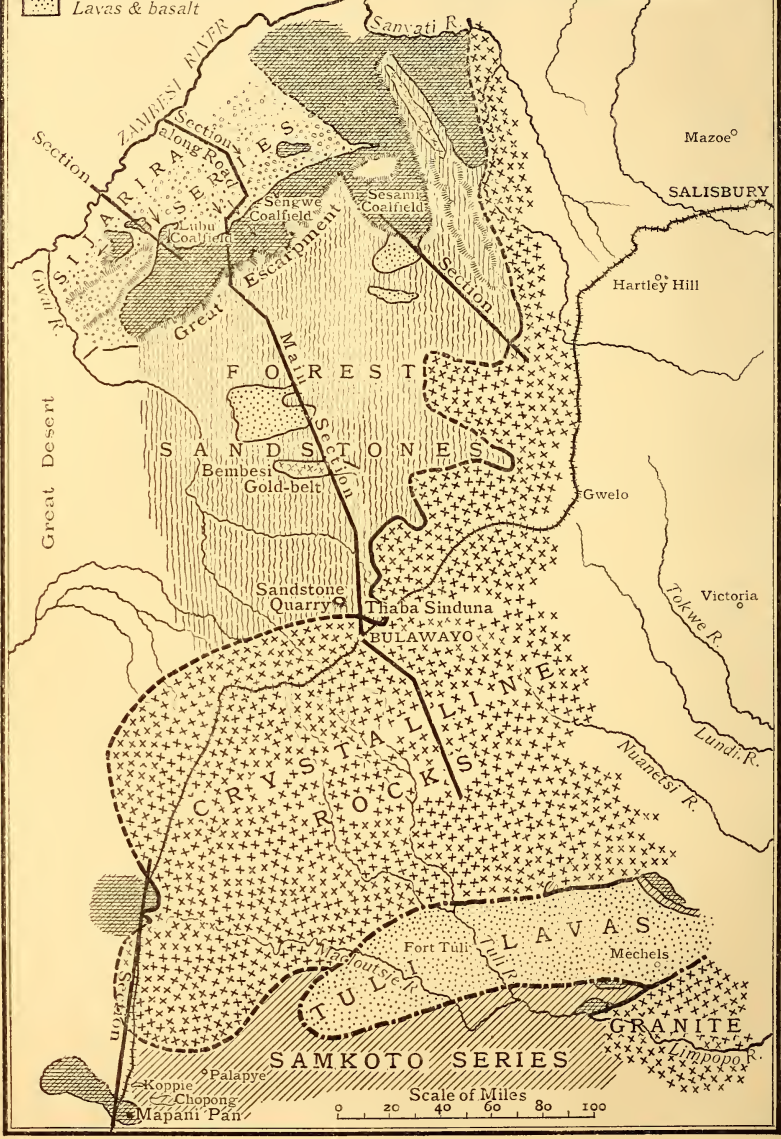 Lavas & basalt
Sanyati R.
ZAMBESI RIVER
Section
Section
along Road
Mazoe
SIJARIRA
SERIES
SALISBURY
Sengwe
Coalfield
Sesami
Coalfield
Lubu
Coalfield
Great Escarpment
Section
Gwai R.
Hartley Hill
Main Section
FOREST
SANDSTONES
Great Desert
Bembesi
Gold-belt
Gwelo
Sandstone
Quarry
Thaba Sinduna
BULAWAYO
Victoria
Tokwe R.
Lundi. R.
Nuanetsi R.
CRYSTALLINE
ROCKS
Section
Macloutsie R.
Fort Tuli
Tuli R.
TULI LAVAS
Mechels
GRANITE
Limpopo R.
SAMKOTO SERIES
Palapye
Koppie
Chopong
Mapani Pan
Scale of Miles
0 20 40 60 80 100